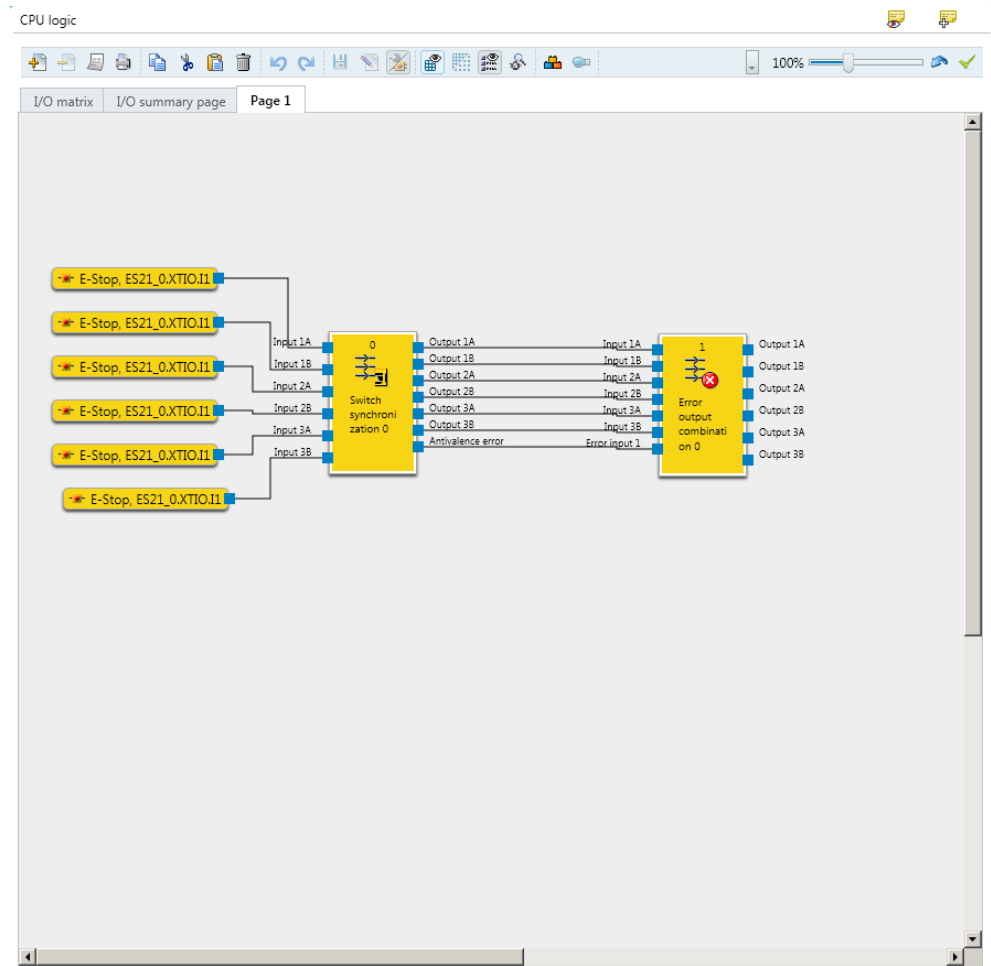 CPU logic
100%
I/O matrix I/O summary page Page 1
E-Stop, ES21_0.XTIO.I1
E-Stop, ES21_0.XTIO.I1
E-Stop, ES21_0.XTIO.I1
E-Stop, ES21_0.XTIO.I1
E-Stop, ES21_0.XTIO.I1
E-Stop, ES21_0.XTIO.I1
Input 1A
Input 1B
Input 2A
Input 2B
Input 3A
Input 3B
0
Switch
synchroni
zation 0
Output 1A
Output 1B
Output 2A
Output 2B
Output 3A
Output 3B
Antivalence error
Input 1A
Input 1B
Input 2A
Input 2B
Input 3A
Input 3B
Error input 1
1
Error
output
combinati
on 0
Output 1A
Output 1B
Output 2A
Output 2B
Output 3A
Output 3B